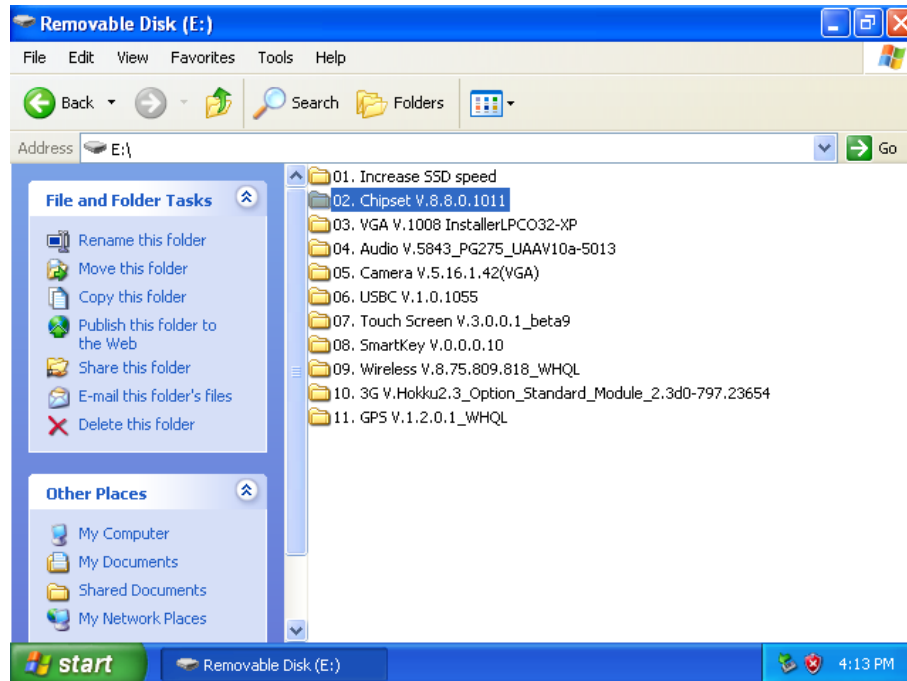 Removable Disk (E:)
File Edit View Favorites Tools Help
Back Search Folders
Address E:\ Go
File and Folder Tasks
Rename this folder
Move this folder
Copy this folder
Publish this folder to
the Web
Share this folder
E-mail this folder's files
Delete this folder
Other Places
My Computer
My Documents
Shared Documents
My Network Places
01. Increase SSD speed
02. Chipset V.8.8.0.1011
03. VGA V.1008 InstallerLPCO32-XP
04. Audio V.5843_PG275_UAAV10a-5013
05. Camera V.5.16.1.42(VGA)
06. USBC V.1.0.1055
07. Touch Screen V.3.0.0.1_beta9
08. SmartKey V.0.0.0.10
09. Wireless V.8.75.809.818_WHQL
10. 3G V.Hokku2.3_Option_Standard_Module_2.3d0-797.23654
11. GPS V.1.2.0.1_WHQL
start Removable Disk (E:) 4:13 PM